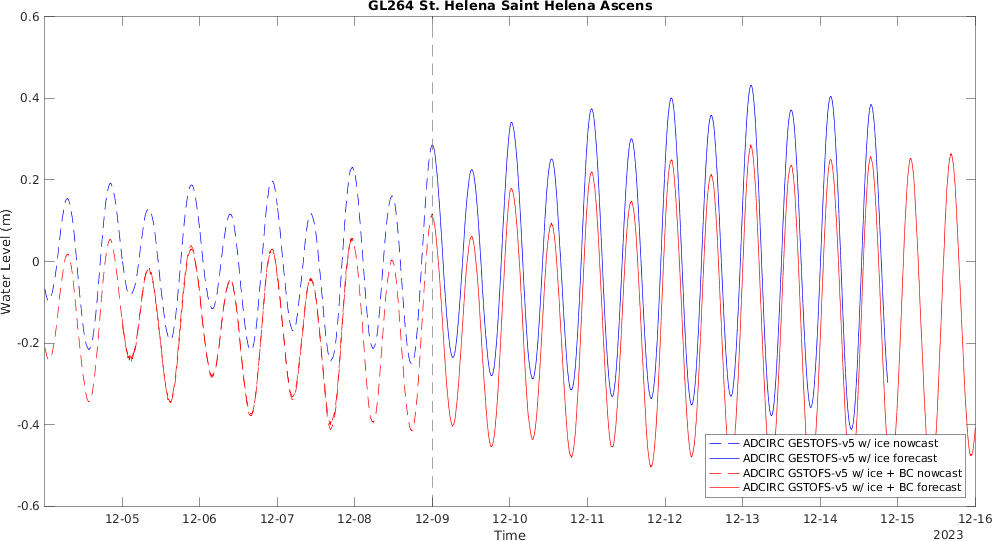 GL264 St. Helena Saint Helena Ascens
0.6
0.4
0.2
0
-0.2
-0.4
-0.6
Water Level (m)
ADCIRC GESTOFS-v5 w/ ice nowcast
ADCIRC GESTOFS-v5 w/ ice forecast
ADCIRC GSTOFS-v5 w/ ice + BC nowcast
ADCIRC GSTOFS-v5 w/ ice + BC forecast
12-05 12-06 12-07 12-08 12-09 12-10 12-11 12-12 12-13 12-14 12-15 12-16
Time
2023